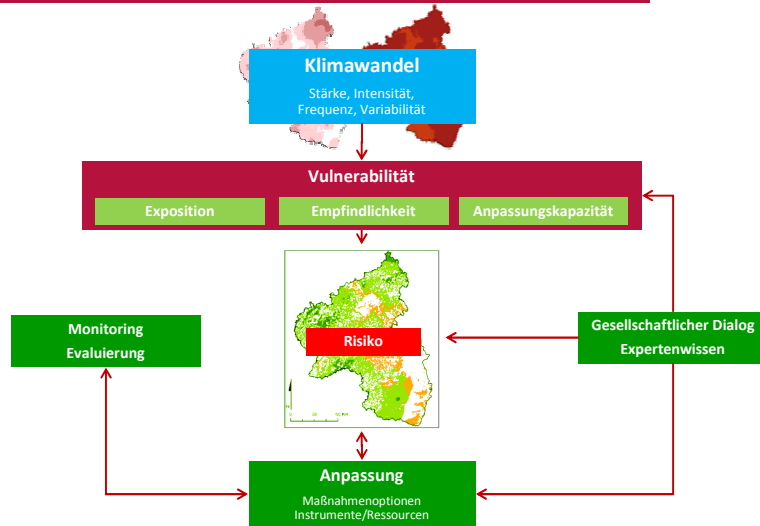 Klimawandel
Stärke, Intensität,
Frequenz, Variabilität
Vulnerabilität
Exposition
Empfindlichkeit
Anpassungskapazität
Monitoring
Evaluierung
Risiko
Gesellschaftlicher Dialog
Expertenwissen
Anpassung
Maßnahmenoptionen
Instrumente/Ressourcen